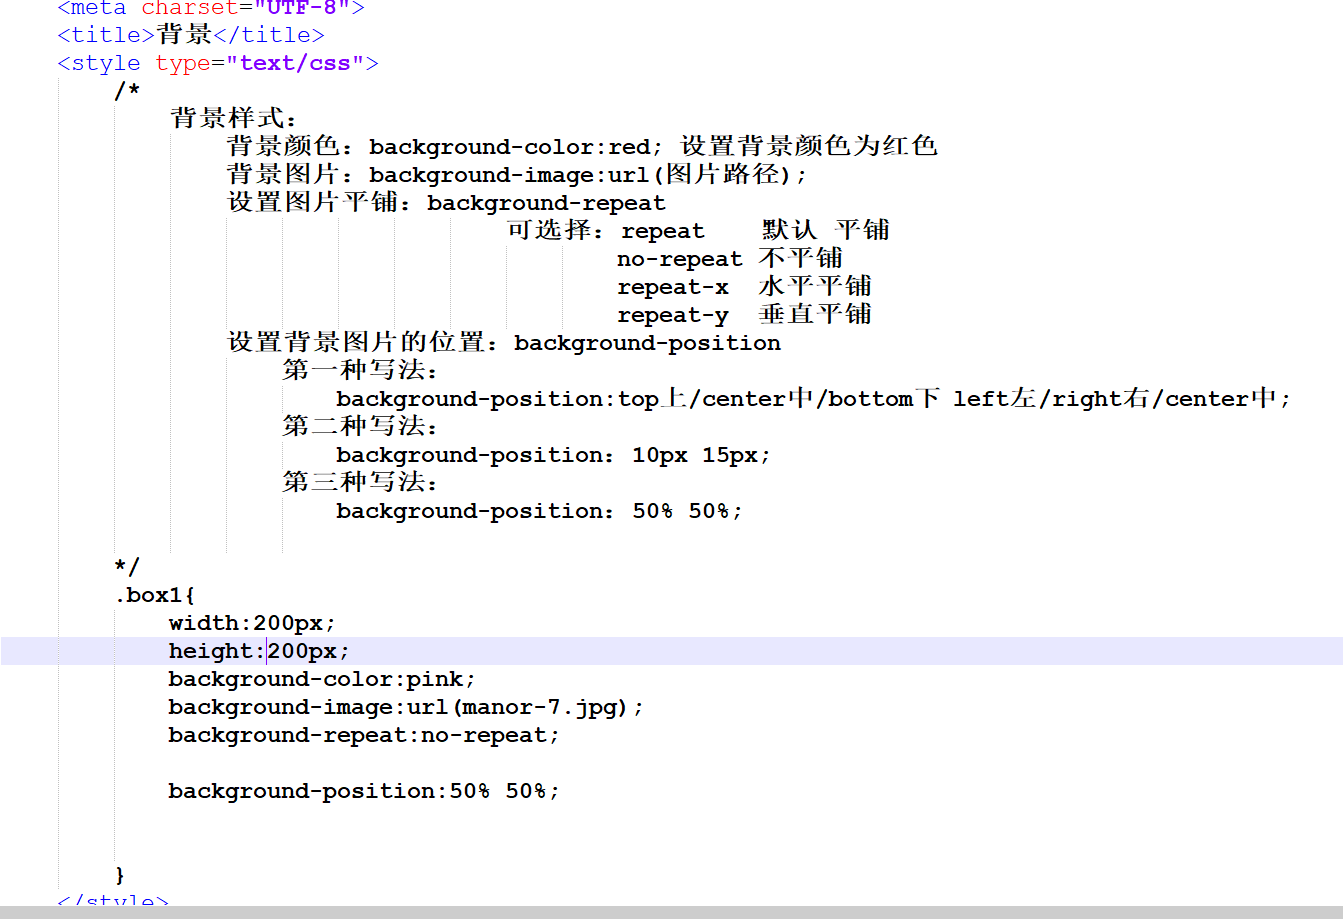 <meta charset="UTF-8">
<title>背景</title>
<style type="text/css">
/*
背景样式：
背景颜色：background-color:red; 设置背景颜色为红色
背景图片：background-image:url(图片路径);
设置图片平铺：background-repeat
可选择：repeat 默认 平铺
no-repeat 不平铺
repeat-x 水平平铺
repeat-y 垂直平铺
设置背景图片的位置：background-position
第一种写法：
background-position:top上/center中/bottom下 left左/right右/center中;
第二种写法：
background-position：10px 15px;
第三种写法：
background-position：50% 50%;
*/
.box1{
width:200px;
height:200px;
background-color:pink;
background-image:url(manor-7.jpg);
background-repeat:no-repeat;
background-position:50% 50%;
}
</style>